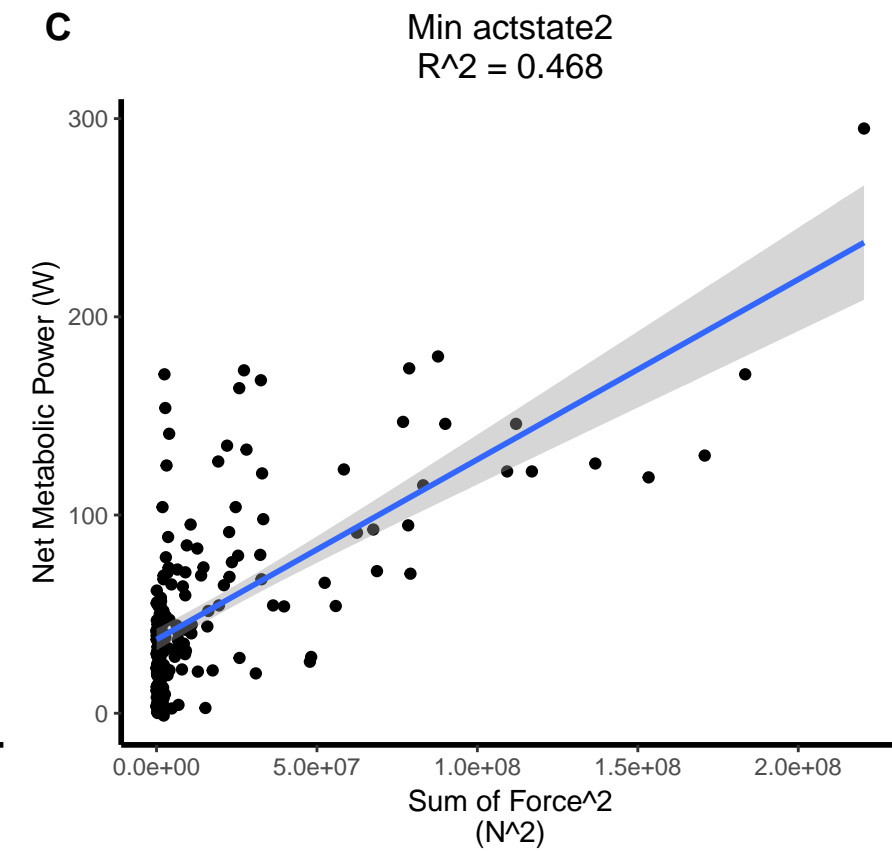 C
Min actstate2
R^2 = 0.468
Net Metabolic Power (W)
300
200
100
0
0.0e+00 5.0e+07 1.0e+08 1.5e+08 2.0e+08
Sum of Force^2
(N^2)